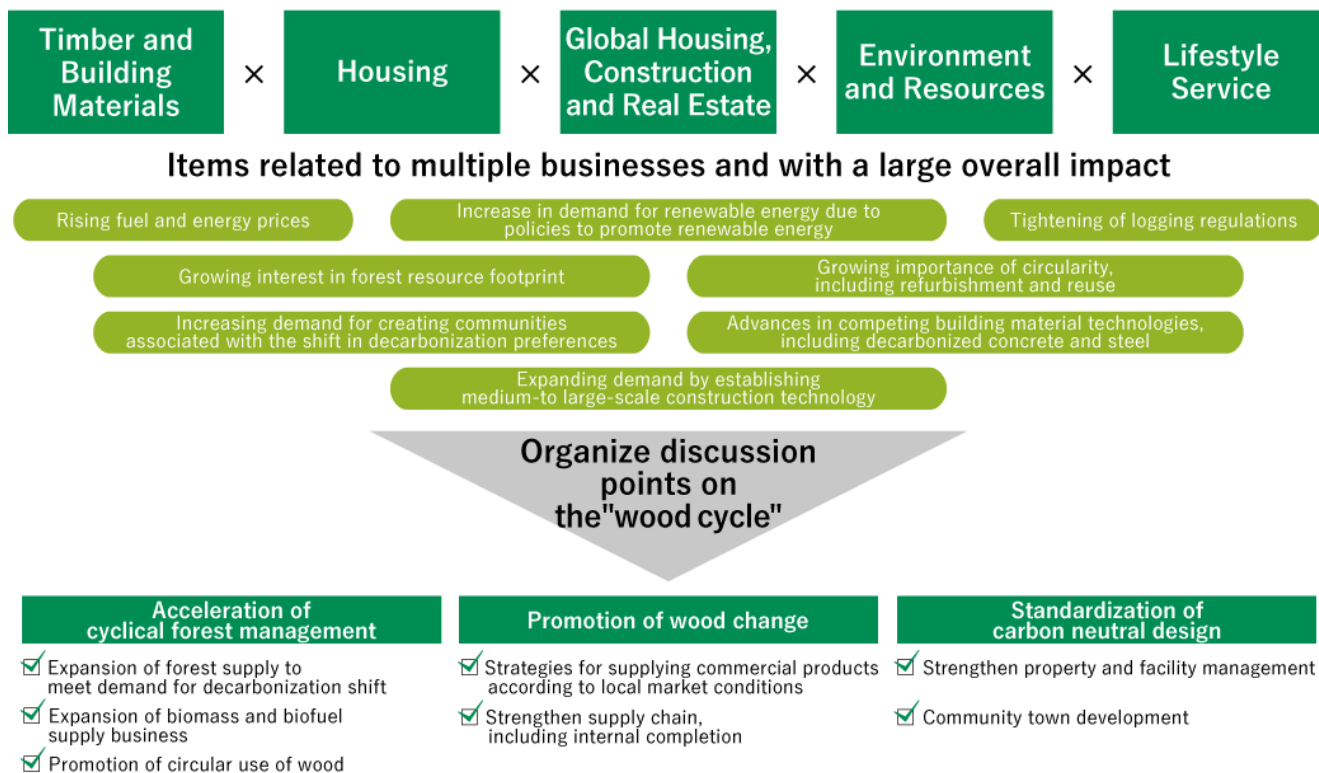 Timber and
Building
Materials
×
Housing
×
Global Housing,
Construction
and Real Estate
×
Environment
and Resources
×
Lifestyle
Service
Items related to multiple businesses and with a large overall impact
Rising fuel and energy prices
Increase in demand for renewable energy due to
policies to promote renewable energy
Tightening of logging regulations
Growing interest in forest resource footprint
Growing importance of circularity,
including refurbishment and reuse
Increasing demand for creating communities
associated with the shift in decarbonization preferences
Advances in competing building material technologies,
including decarbonized concrete and steel
Expanding demand by establishing
medium-to large-scale construction technology
Organize discussion
points on
the"wood cycle"
Acceleration of
cyclical forest management
Expansion of forest supply to
meet demand for decarbonization shift
Expansion of biomass and biofuel
supply business
Promotion of circular use of wood
Promotion of wood change
Strategies for supplying commercial products
according to local market conditions
Strengthen supply chain,
including internal completion
Standardization of
carbon neutral design
Strengthen property and facility management
Community town development